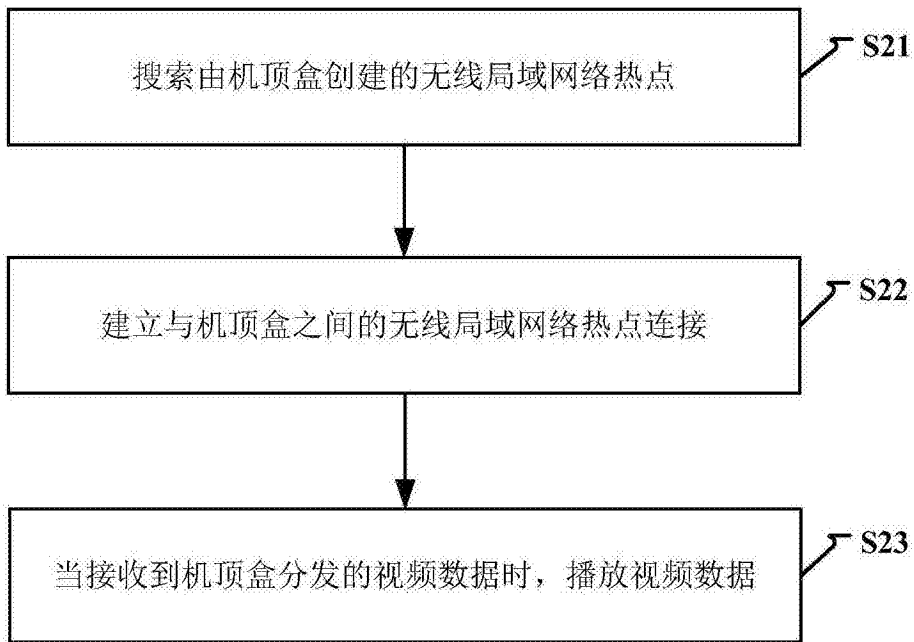 搜索由机顶盒创建的无线局域网络热点
S21
建立与机顶盒之间的无线局域网络热点连接
S22
当接收到机顶盒分发的视频数据时，播放视频数据
S23